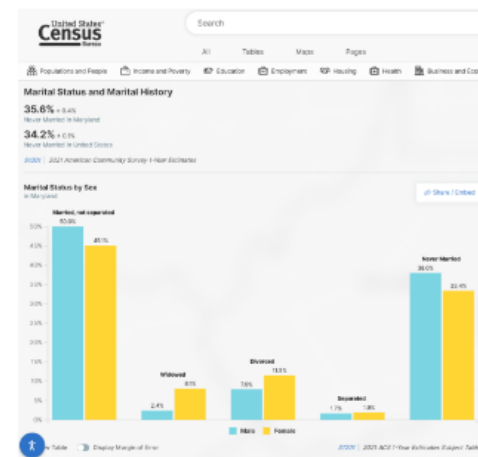 United States®
Census
Bureau
Search
All Tables Maps Pages
Populations and People Income and Poverty Education Employment Housing Health Business and Eco
Marital Status and Marital History
35.6%
Never Married in Maryland
34.2%
Never Married in United States
2021 American Community Survey 1-Year Estimates
Marital Status by Sex
in Maryland
Share / Embed
Married, not separated
50%
45.1%
45%
40%
Never Married
38.0%
35%
33.4%
30%
25%
20%
15%
Divorced
11.5%
Widowed
10%
8.1%
7.9%
5%
Separated
2.4%
1.7%
1.9%
0%
Male Female
Table Display Margin of Error
2021 ACS 1-Year Estimates Subject Table